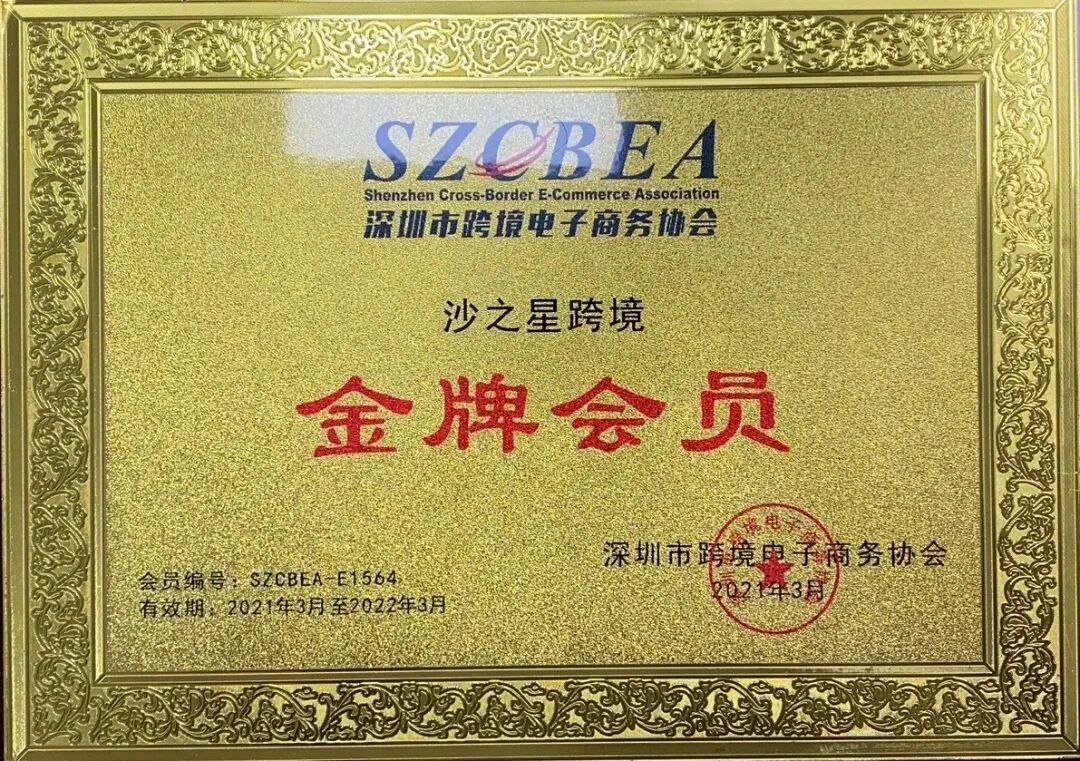 SZCBEA
Shenzhen Cross-Border E-Commerce Association
深圳市跨境电子商务协会
沙之星跨境
金牌会员
深圳市跨境电子商务协会
2021年3月
会员编号：SZCBEA-E1564
有效期：2021年3月至2022年3月